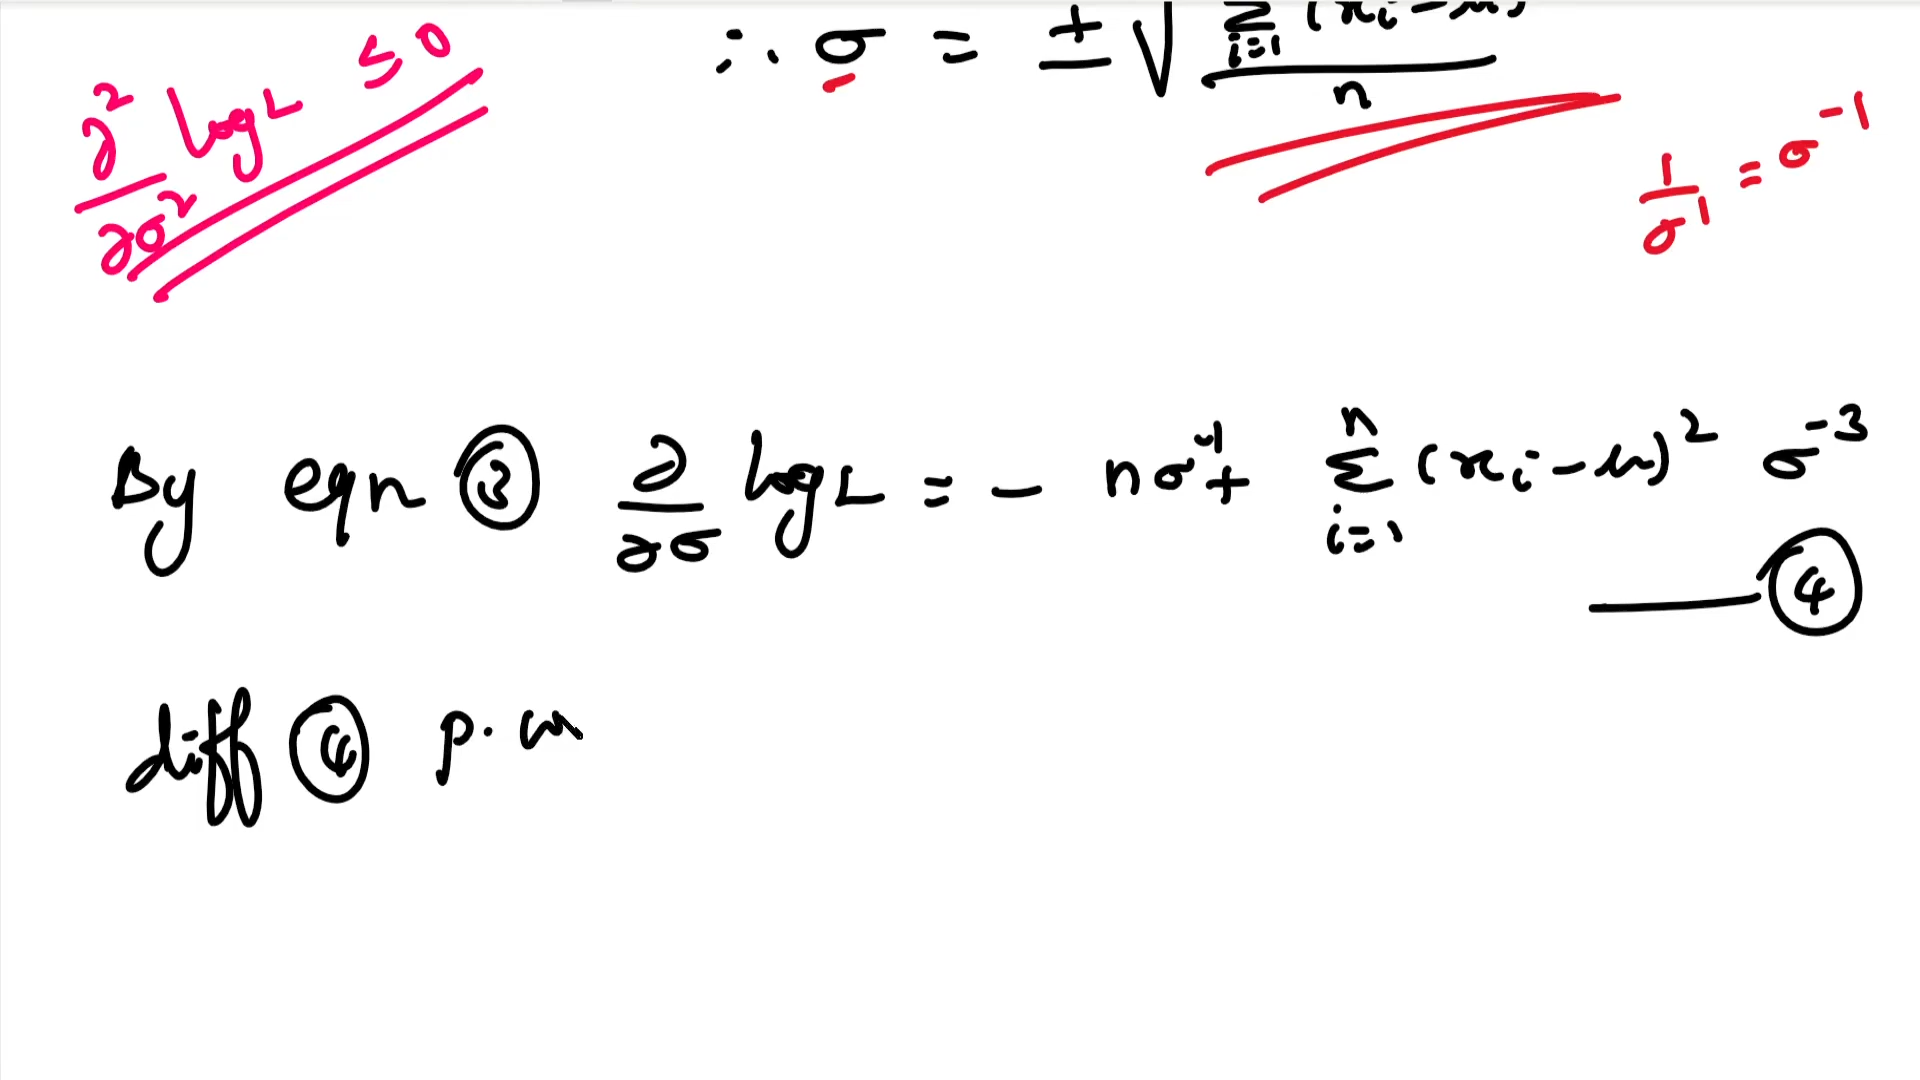 ∴ σ = ± √ Σ i=1 (xi − μ) / n
∂² logL ≤ 0
∂σ²
1/σ¹ = σ⁻¹
By eqn ③ ∂/∂σ logL = − nσ⁻¹ + Σ n i=1 (xi − μ)² σ⁻³
④
diff ④ p. w